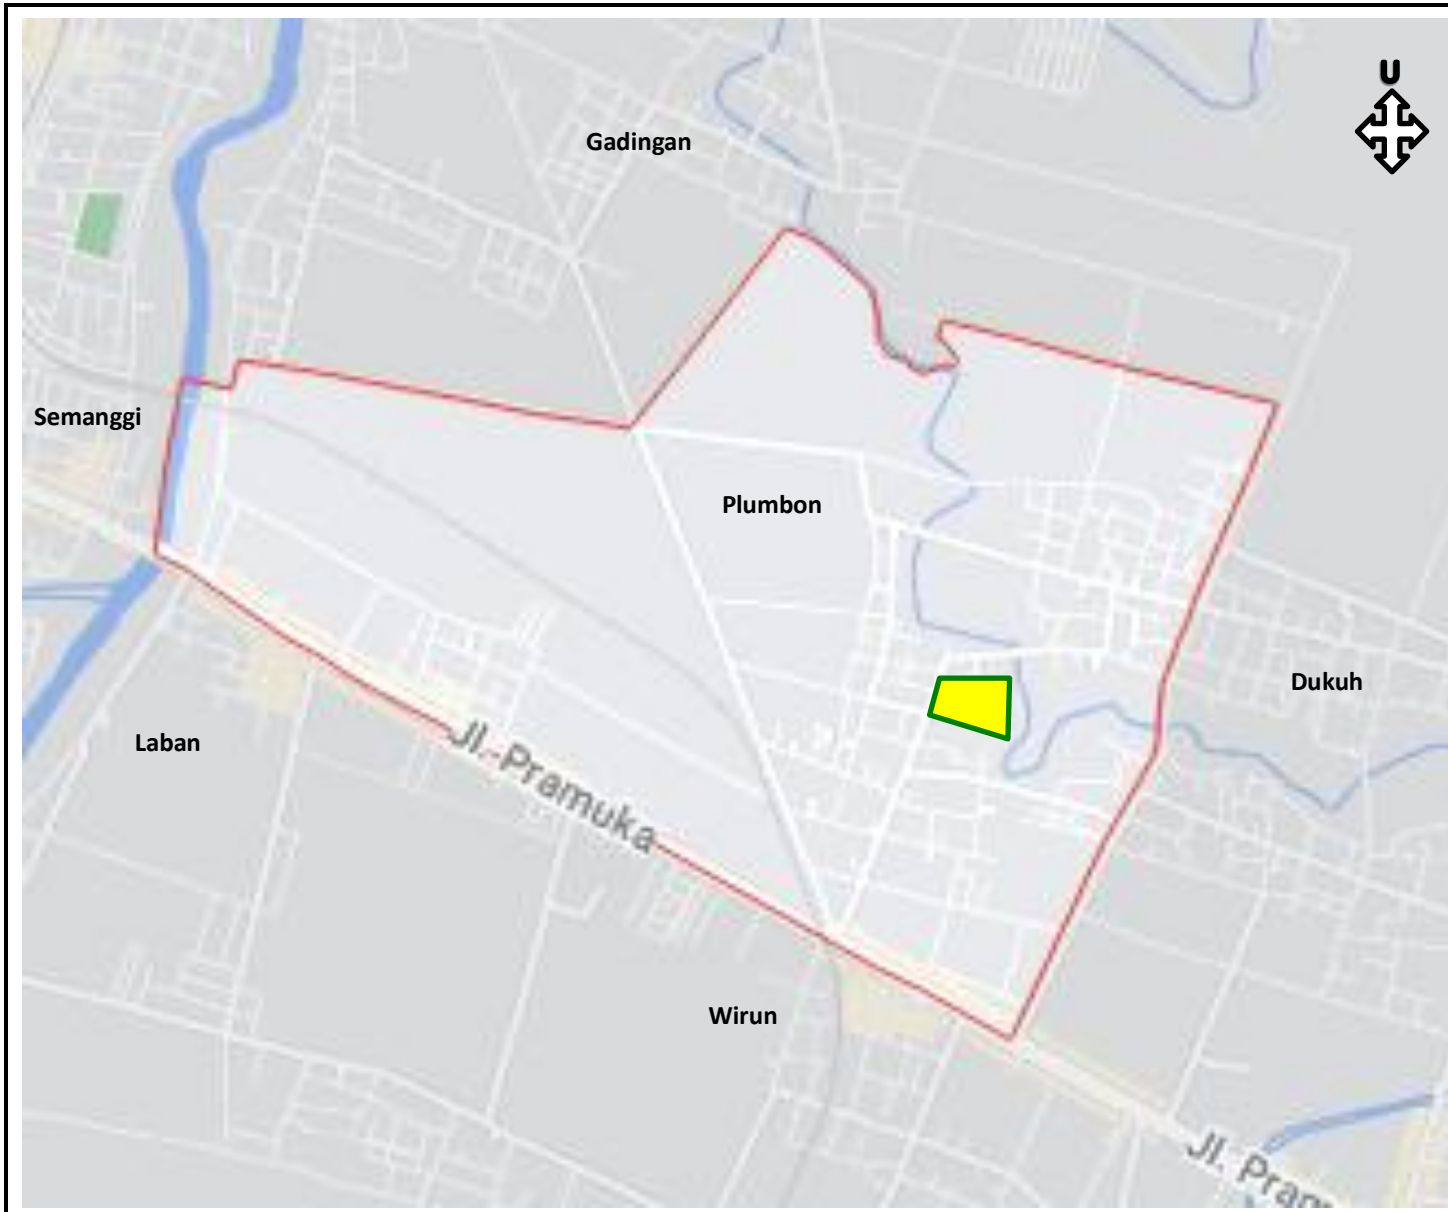 U
Gadingan
Semanggi
Plumbon
Dukuh
Laban
Jl. Pramuka
Wirun
Jl. Pram